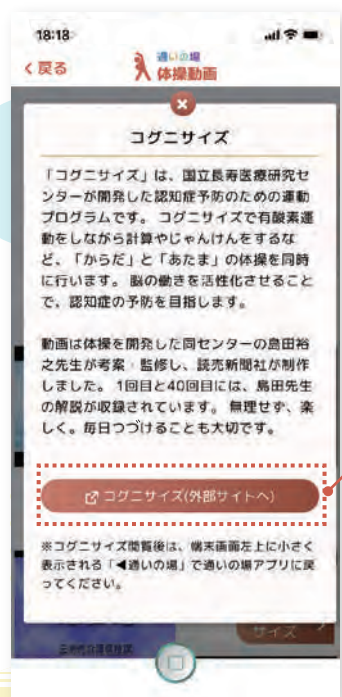 18:18
戻る
通いの場
体操動画
コグニサイズ
「コグニサイズ」は、国立長寿医療研究セ
ンターが開発した認知症予防のための運動
プログラムです。 コグニサイズで有酸素運
動をしながら計算やじゃんけんをするな
ど、「からだ」と「あたま」の体操を同時
に行います。 脳の働きを活性化させること
で、認知症の予防を目指します。
動画は体操を開発した同センターの島田裕
之先生が考案・監修し、読売新聞社が制作
しました。 1回目と40回目には、島田先生
の解説が収録されています。 無理せず、楽
しく。毎日つづけることも大切です。
コグニサイズ(外部サイトへ)
※コグニサイズ閲覧後は、端末画面左上に小さく
表示される「◀通いの場」で通いの場アプリに戻
ってください。
サイズ